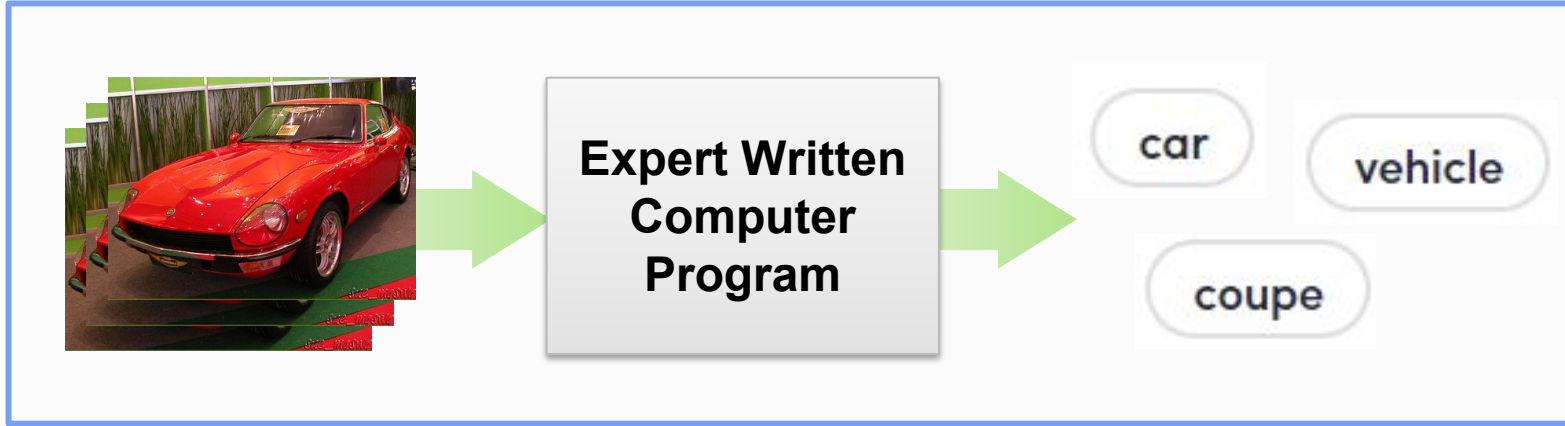 Expert Written
Computer
Program
car
vehicle
coupe